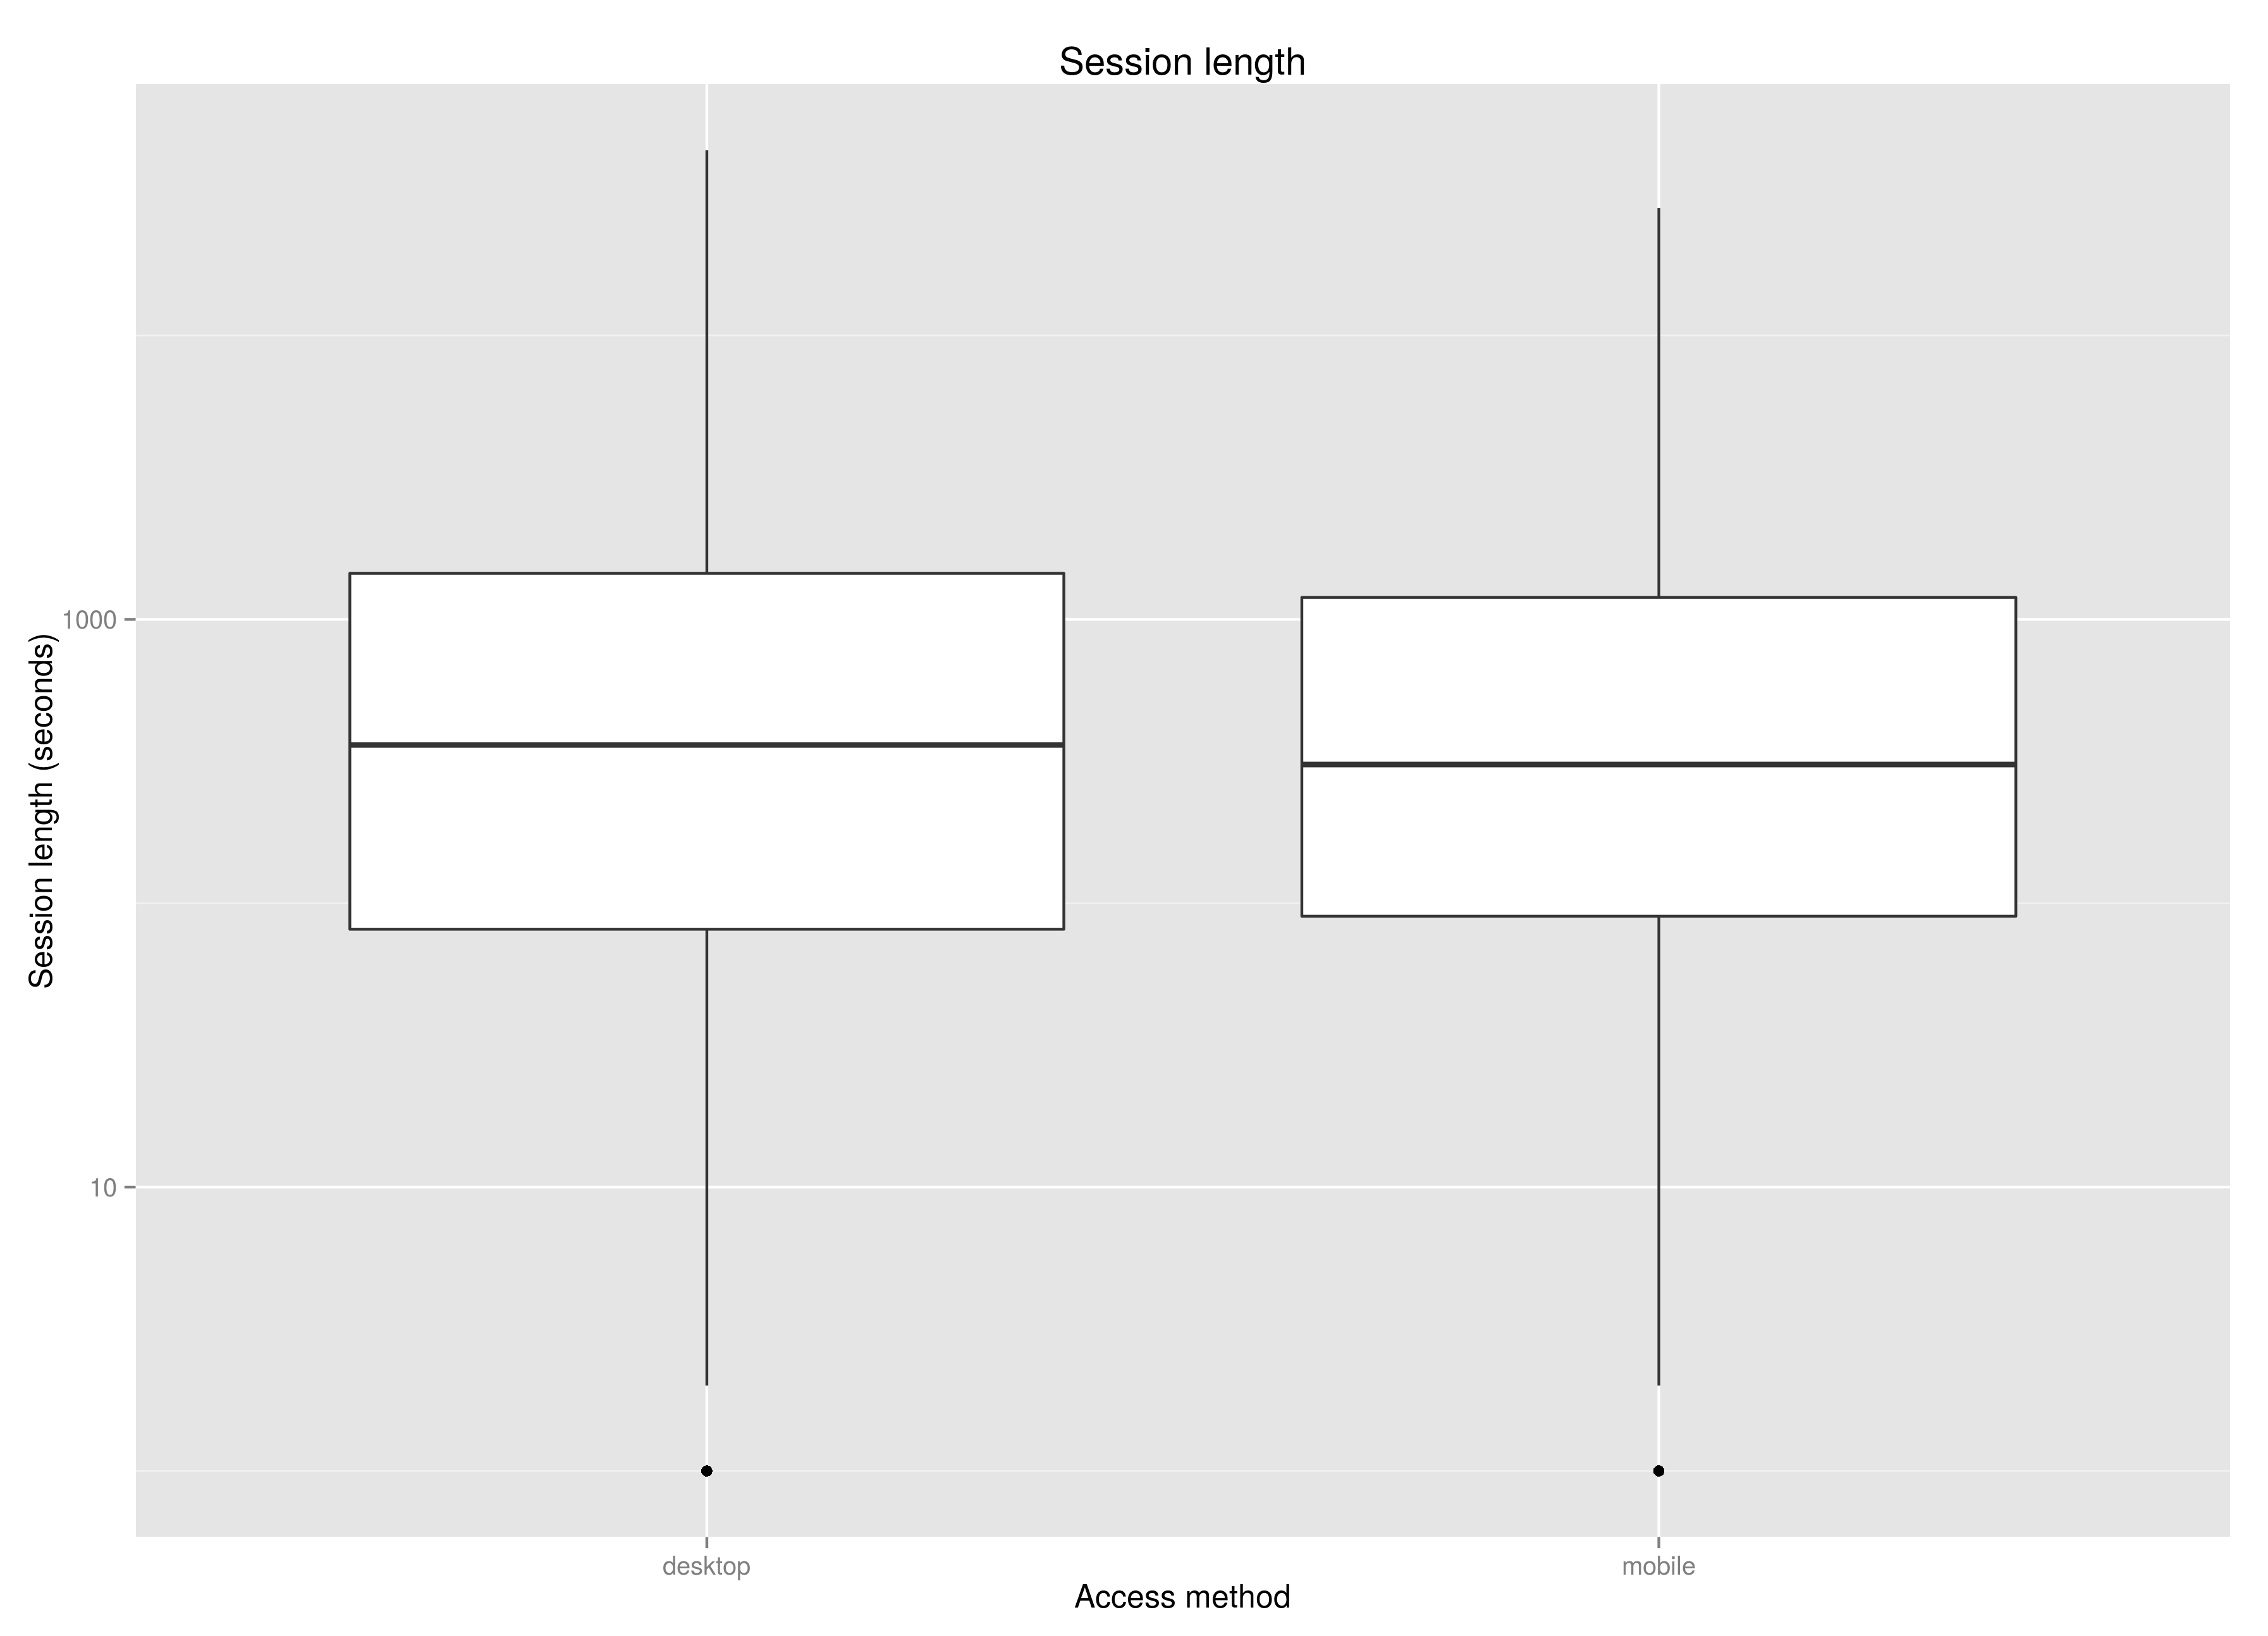 Session length
Session length (seconds)
1000
10
desktop
mobile
Access method